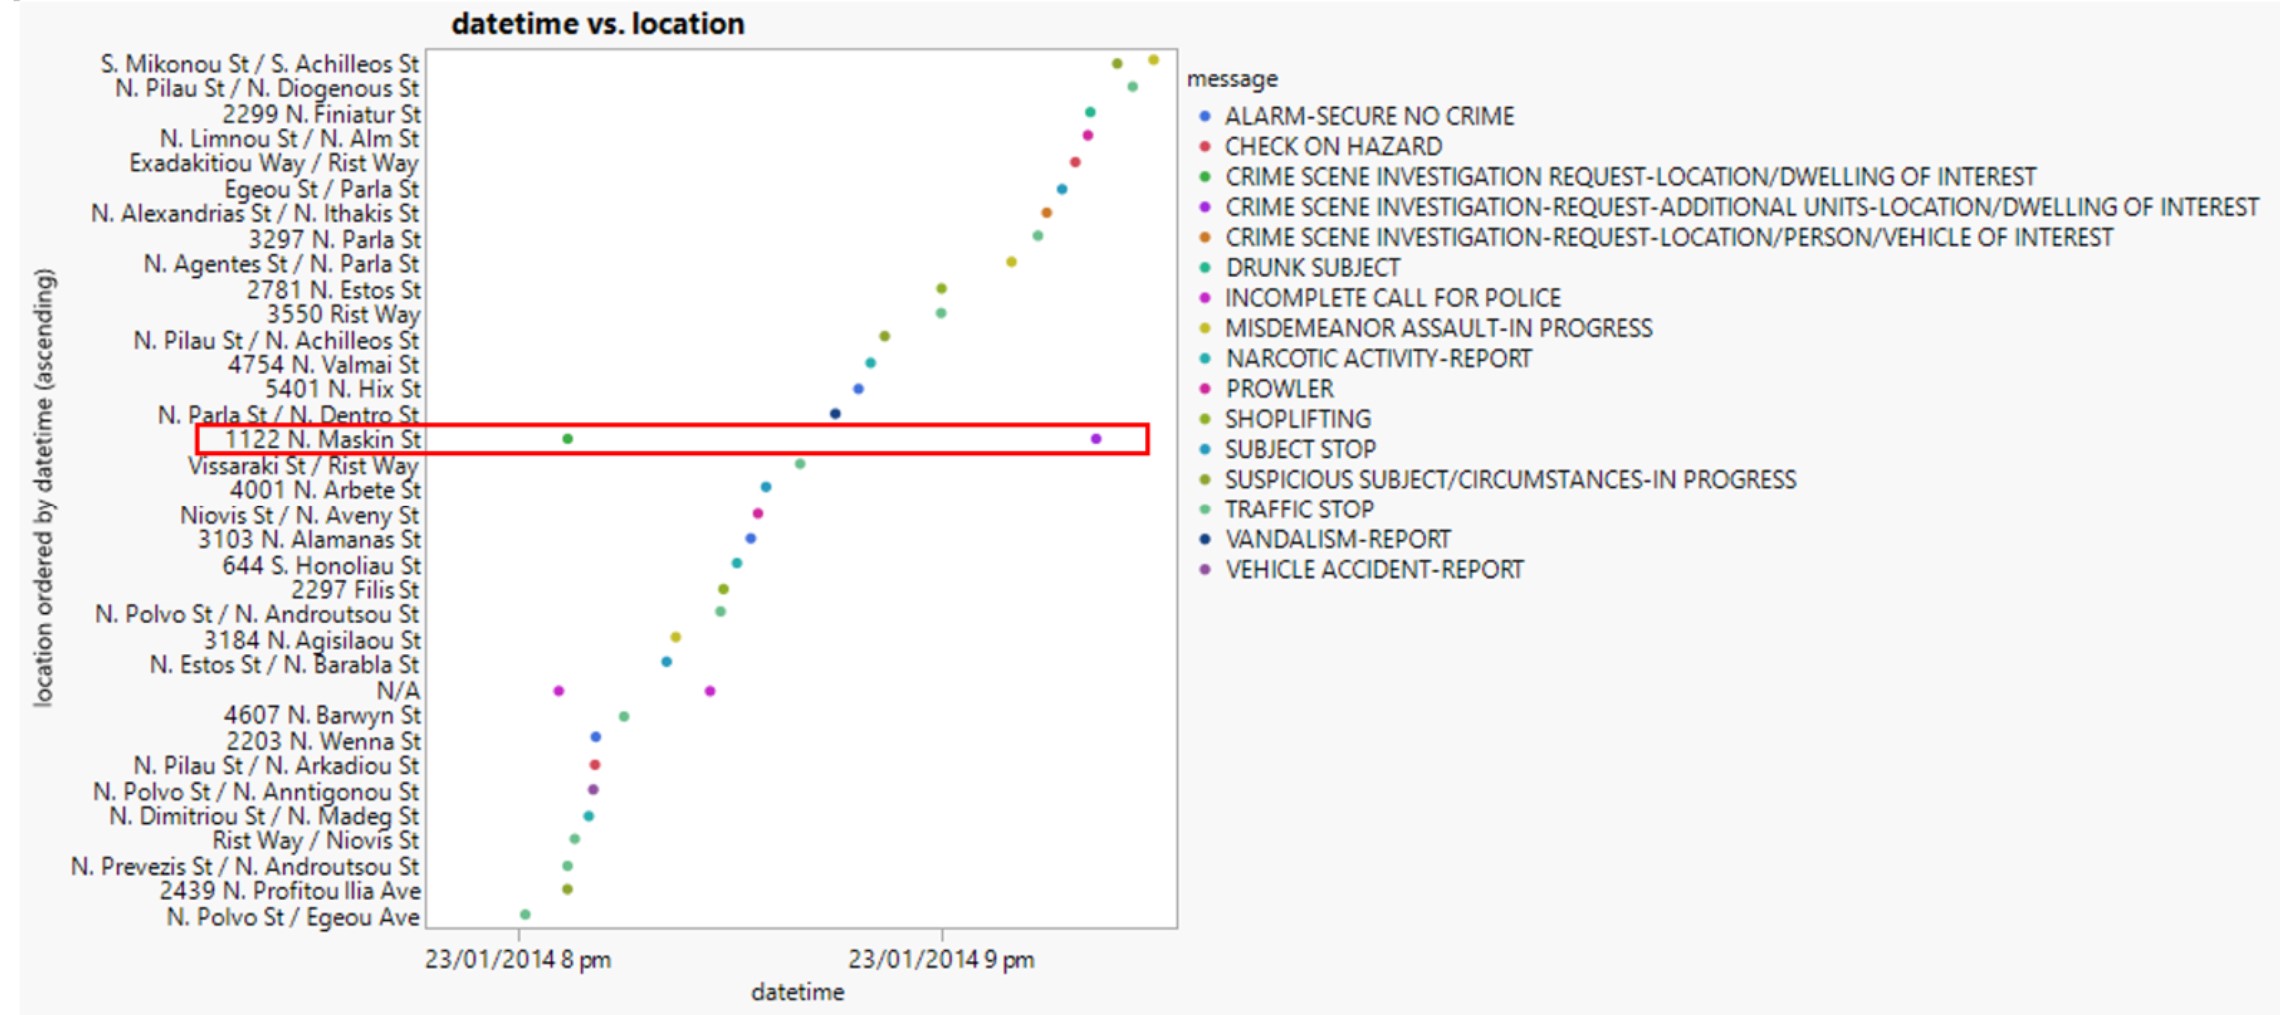 datetime vs. location
S. Mikonou St / S. Achilleos St
N. Pilau St / N. Diogenous St
2299 N. Finiatur St
N. Limnou St / N. Alm St
Exadakitiou Way / Rist Way
Egeou St / Parla St
N. Alexandrias St / N. Ithakis St
3297 N. Parla St
N. Agentes St / N. Parla St
2781 N. Estos St
3550 Rist Way
N. Pilau St / N. Achilleos St
4754 N. Valmai St
5401 N. Hix St
N. Parla St / N. Dentro St
1122 N. Maskin St
Vissaraki St / Rist Way
4001 N. Arbete St
Niovis St / N. Aveny St
3103 N. Alamanas St
644 S. Honoliau St
2297 Filis St
N. Polvo St / N. Androutsou St
3184 N. Agisilaou St
N. Estos St / N. Barabla St
N/A
4607 N. Barwyn St
2203 N. Wenna St
N. Pilau St / N. Arkadiou St
N. Polvo St / N. Anntigonou St
N. Dimitriou St / N. Madeg St
Rist Way / Niovis St
N. Prevezis St / N. Androutsou St
2439 N. Profitou Ilia Ave
N. Polvo St / Egeou Ave
location ordered by datetime (ascending)
23/01/2014 8 pm
23/01/2014 9 pm
datetime
message
ALARM-SECURE NO CRIME
CHECK ON HAZARD
CRIME SCENE INVESTIGATION REQUEST-LOCATION/DWELLING OF INTEREST
CRIME SCENE INVESTIGATION-REQUEST-ADDITIONAL UNITS-LOCATION/DWELLING OF INTEREST
CRIME SCENE INVESTIGATION-REQUEST-LOCATION/PERSON/VEHICLE OF INTEREST
DRUNK SUBJECT
INCOMPLETE CALL FOR POLICE
MISDEMEANOR ASSAULT-IN PROGRESS
NARCOTIC ACTIVITY-REPORT
PROWLER
SHOPLIFTING
SUBJECT STOP
SUSPICIOUS SUBJECT/CIRCUMSTANCES-IN PROGRESS
TRAFFIC STOP
VANDALISM-REPORT
VEHICLE ACCIDENT-REPORT